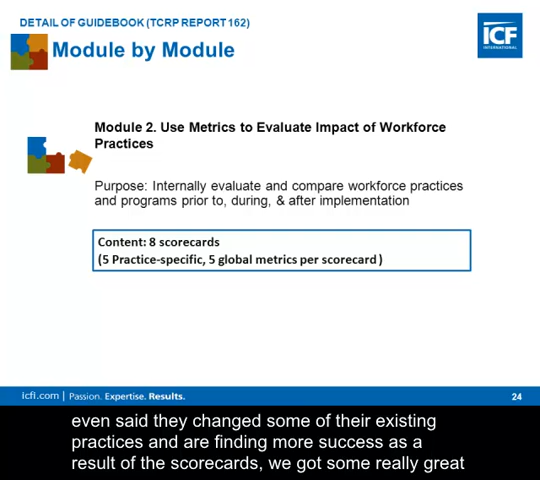 DETAIL OF GUIDEBOOK (TCRP REPORT 162)
Module by Module
ICF
INTERNATIONAL
Module 2. Use Metrics to Evaluate Impact of Workforce
Practices
Purpose: Internally evaluate and compare workforce practices
and programs prior to, during, & after implementation
Content: 8 scorecards
(5 Practice-specific, 5 global metrics per scorecard )
icfi.com | Passion. Expertise. Results.
24
even said they changed some of their existing
practices and are finding more success as a
result of the scorecards, we got some really great